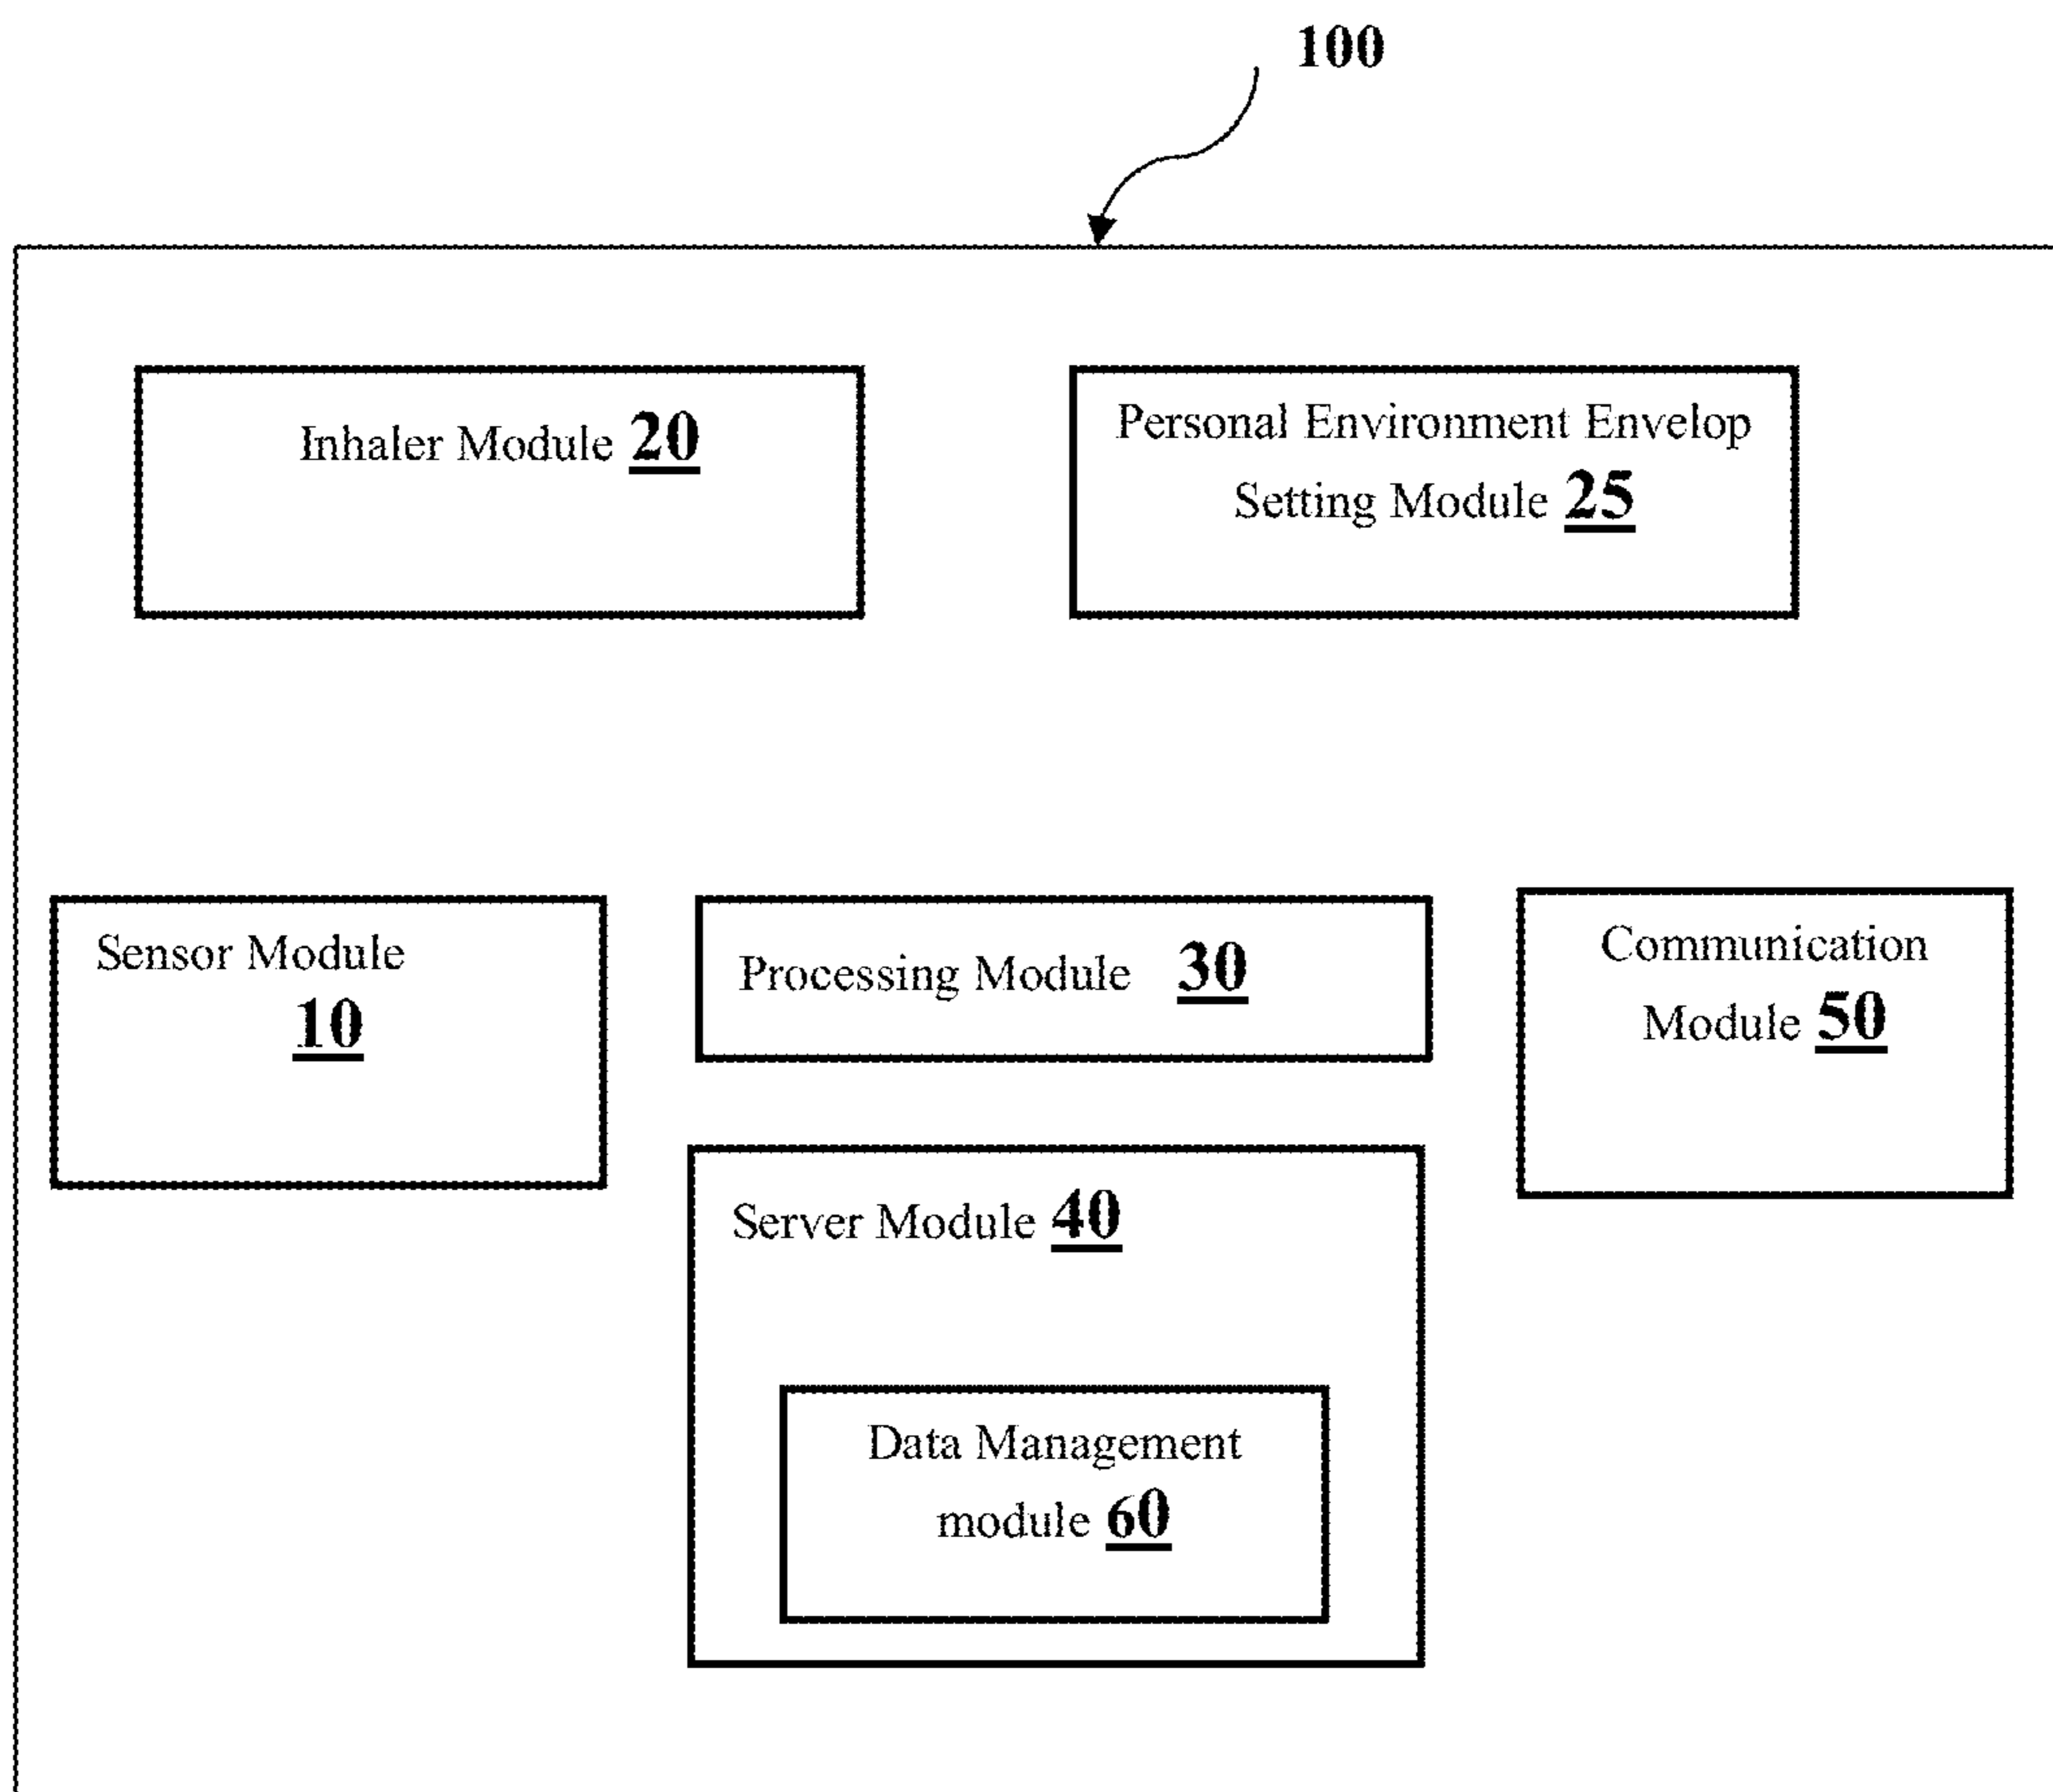 100
Inhaler Module 20
Personal Environment Envelop
Setting Module 25
Sensor Module
10
Processing Module 30
Communication
Module 50
Server Module 40
Data Management
module 60